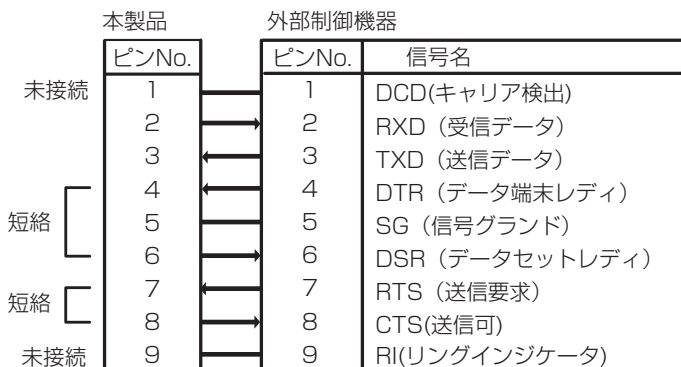 本製品 外部制御機器
ピンNo. ピンNo. 信号名
未接続 1 1 DCD(キャリア検出)
2 2 RXD（受信データ）
3 3 TXD（送信データ）
4 4 DTR（データ端末レディ）
短絡 5 5 SG（信号グランド）
6 6 DSR（データセットレディ）
7 7 RTS（送信要求）
短絡
8 8 CTS(送信可)
未接続 9 9 RI(リングインジケータ)